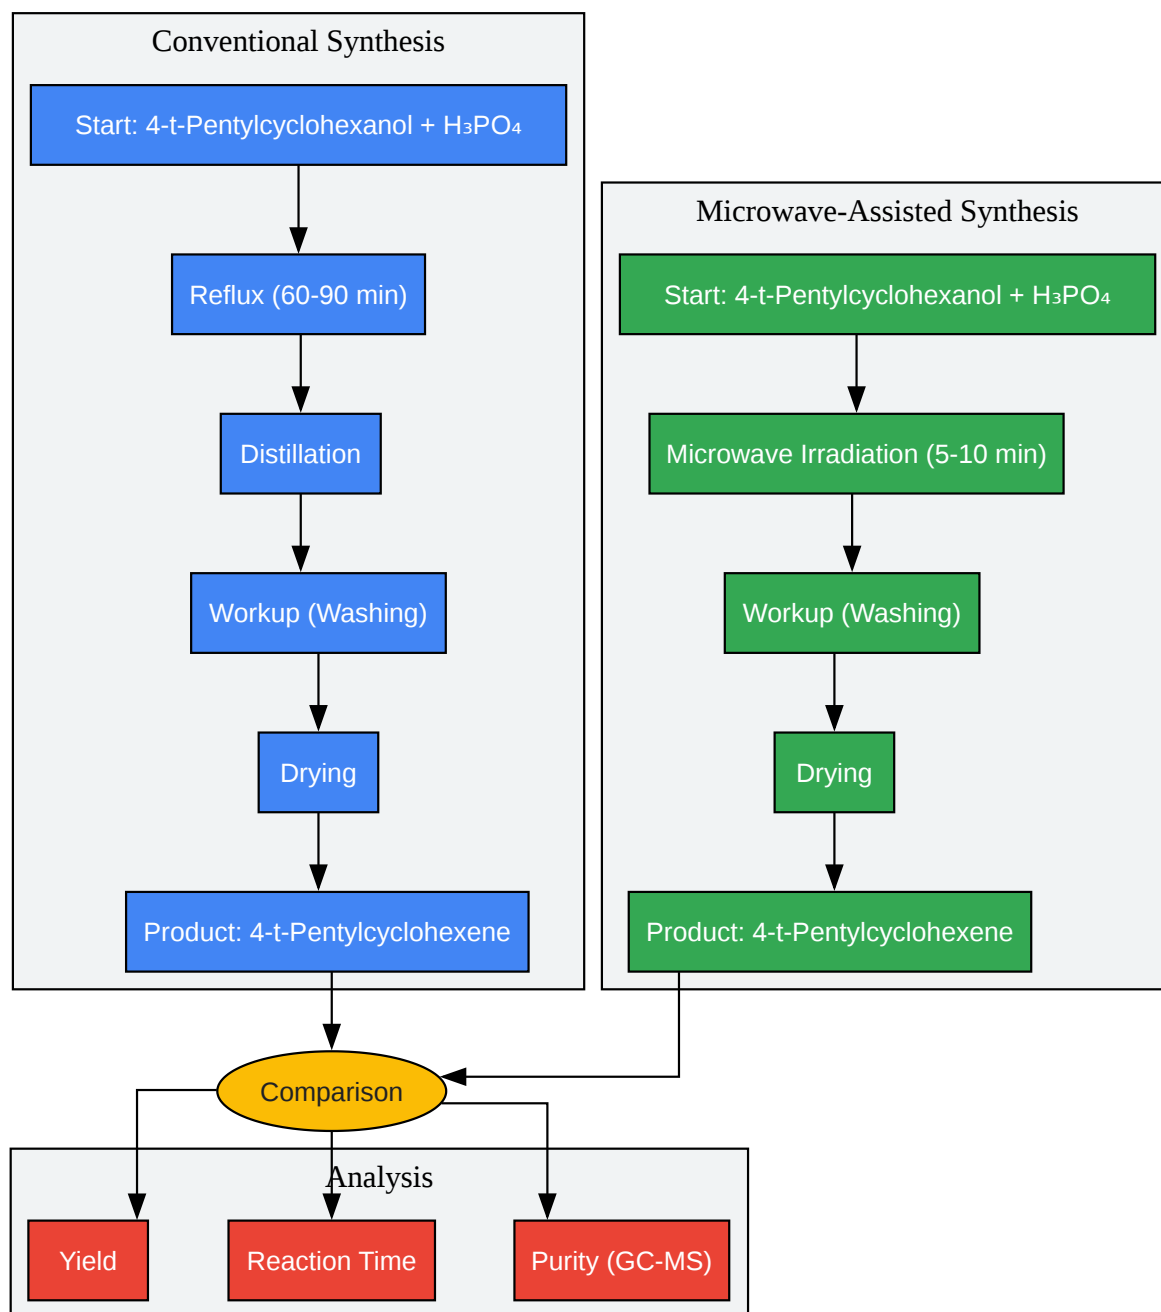 Conventional Synthesis
Start: 4-t-Pentylcyclohexanol + H₃PO₄
Reflux (60-90 min)
Distillation
Workup (Washing)
Drying
Product: 4-t-Pentylcyclohexene
Microwave-Assisted Synthesis
Start: 4-t-Pentylcyclohexanol + H₃PO₄
Microwave Irradiation (5-10 min)
Workup (Washing)
Drying
Product: 4-t-Pentylcyclohexene
Comparison
Analysis
Yield
Reaction Time
Purity (GC-MS)